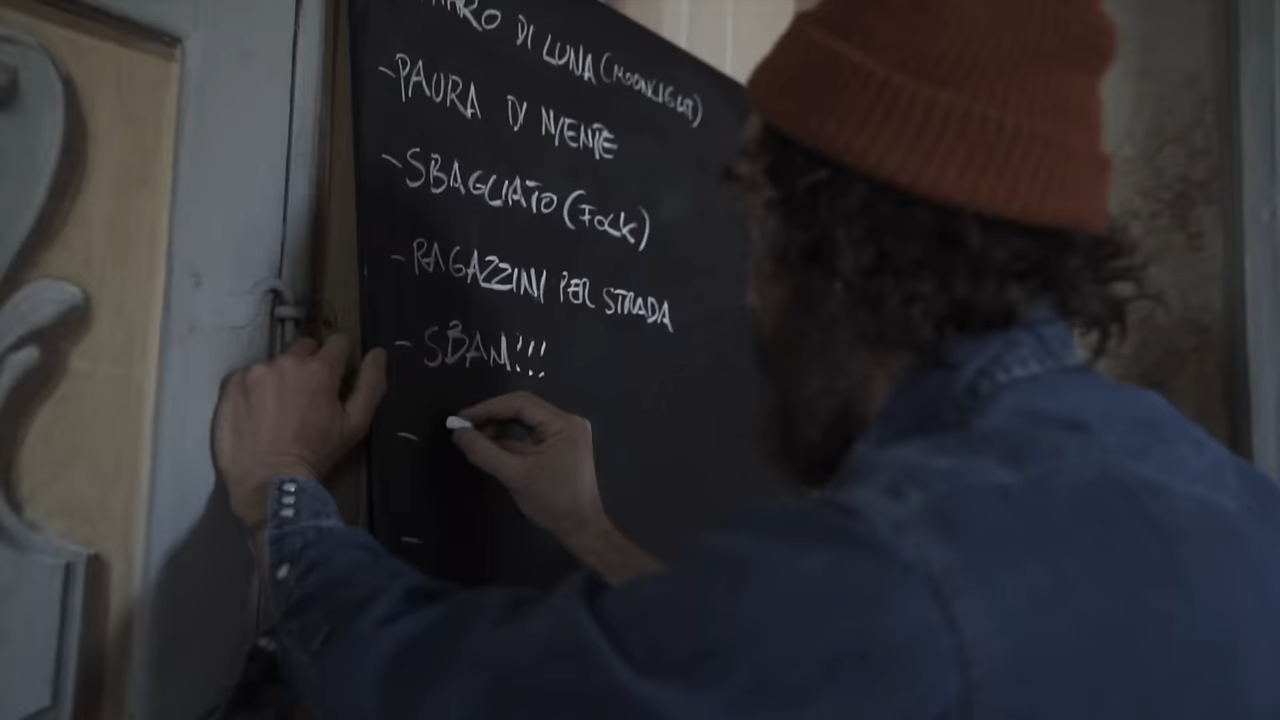 DI LUNA (MOONLIGHT)
-PAURA DI NIENTE
-SBAGLIATO (FOLK)
-RAGAZZINI PER STRADA
- SBAM!!!
-
-